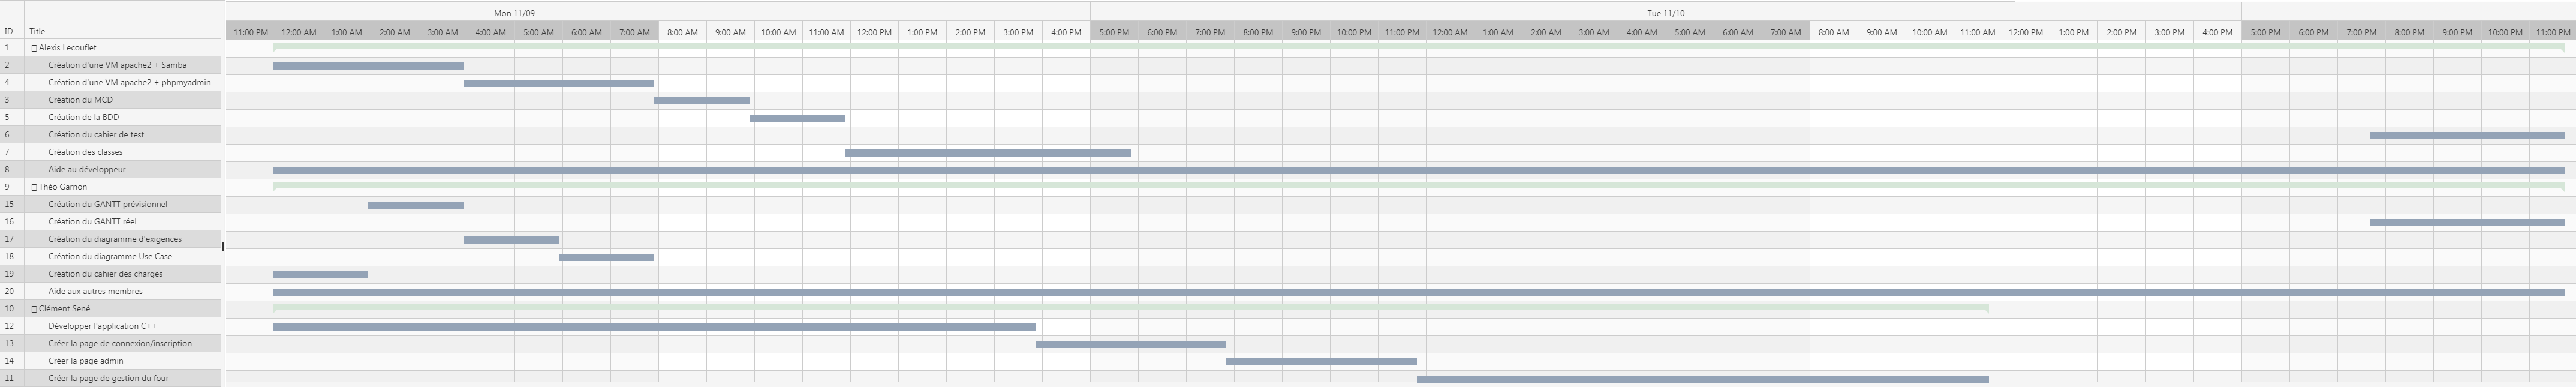 Mon 11/09 Tue 11/10
ID Title 11:00 PM 12:00 AM 1:00 AM 2:00 AM 3:00 AM 4:00 AM 5:00 AM 6:00 AM 7:00 AM 8:00 AM 9:00 AM 10:00 AM 11:00 AM 12:00 PM 1:00 PM 2:00 PM 3:00 PM 4:00 PM 5:00 PM 6:00 PM 7:00 PM 8:00 PM 9:00 PM 10:00 PM 11:00 PM 12:00 AM 1:00 AM 2:00 AM 3:00 AM 4:00 AM 5:00 AM 6:00 AM 7:00 AM 8:00 AM 9:00 AM 10:00 AM 11:00 AM 12:00 PM 1:00 PM 2:00 PM 3:00 PM 4:00 PM 5:00 PM 6:00 PM 7:00 PM 8:00 PM 9:00 PM 10:00 PM 11:00 PM
1 Alexis Lecouflet
2 Création d'une VM apache2 + Samba
4 Création d'une VM apache2 + phpmyadmin
3 Création du MCD
5 Création de la BDD
6 Création du cahier de test
7 Création des classes
8 Aide au développeur
9 Théo Garnon
15 Création du GANTT prévisionnel
16 Création du GANTT réel
17 Création du diagramme d'exigences
18 Création du diagramme Use Case
19 Création du cahier des charges
20 Aide aux autres membres
10 Clément Sené
12 Développer l'application C++
13 Créer la page de connexion/inscription
14 Créer la page admin
11 Créer la page de gestion du four